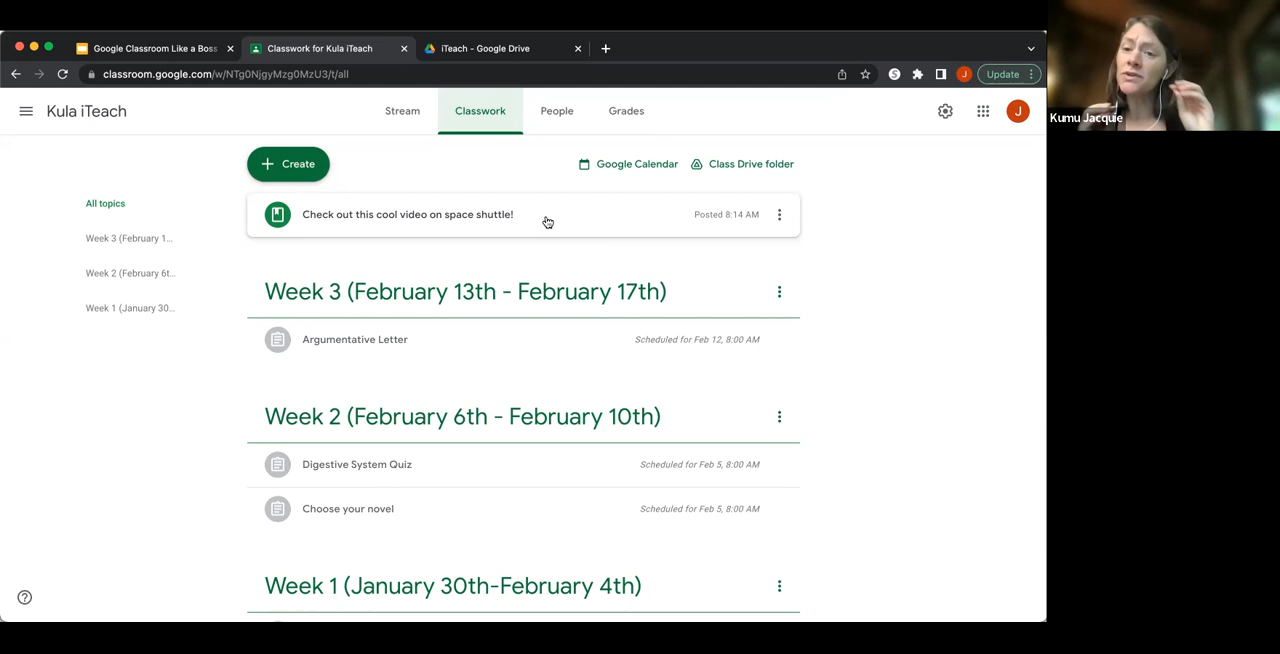 Google Classroom Like a Boss
Classwork for Kula iTeach
iTeach - Google Drive
classroom.google.com/w/NTg0NjgyMzg0MzU3/t/all
S
J
Update
Kula iTeach
Stream
Classwork
People
Grades
J
Kumu Jacquie
Create
Google Calendar
Class Drive folder
All topics
Week 3 (February 1...
Week 2 (February 6t...
Week 1 (January 30...
Check out this cool video on space shuttle!
Posted 8:14 AM
Week 3 (February 13th - February 17th)
Argumentative Letter
Scheduled for Feb 12, 8:00 AM
Week 2 (February 6th - February 10th)
Digestive System Quiz
Scheduled for Feb 5, 8:00 AM
Choose your novel
Scheduled for Feb 5, 8:00 AM
Week 1 (January 30th-February 4th)